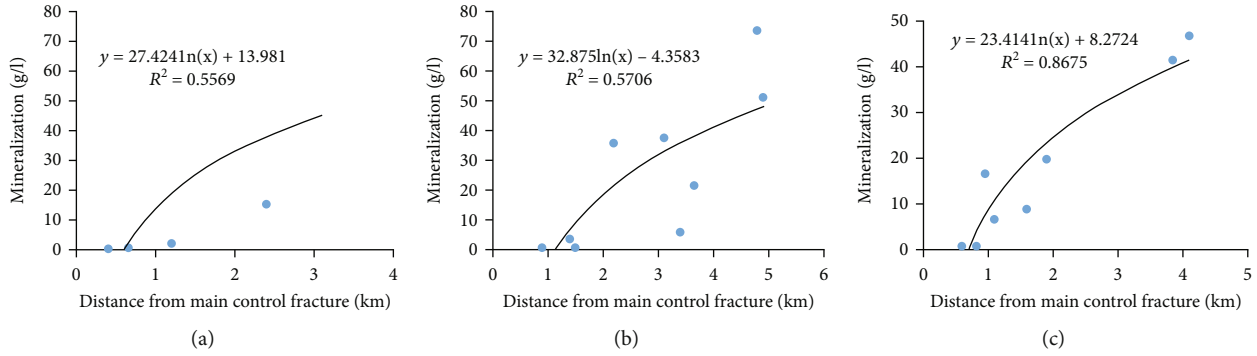 80
70
60
50
40
30
20
10
0
Mineralization (g/l)
y = 27.4241n(x) + 13.981
R² = 0.5569
0 1 2 3 4
Distance from main control fracture (km)
(a)
80
70
60
50
40
30
20
10
0
Mineralization (g/l)
y = 32.875ln(x) – 4.3583
R² = 0.5706
0 1 2 3 4 5 6
Distance from main control fracture (km)
(b)
50
40
30
20
10
0
Mineralization (g/l)
y = 23.4141n(x) + 8.2724
R² = 0.8675
0 1 2 3 4 5
Distance from main control fracture (km)
(c)